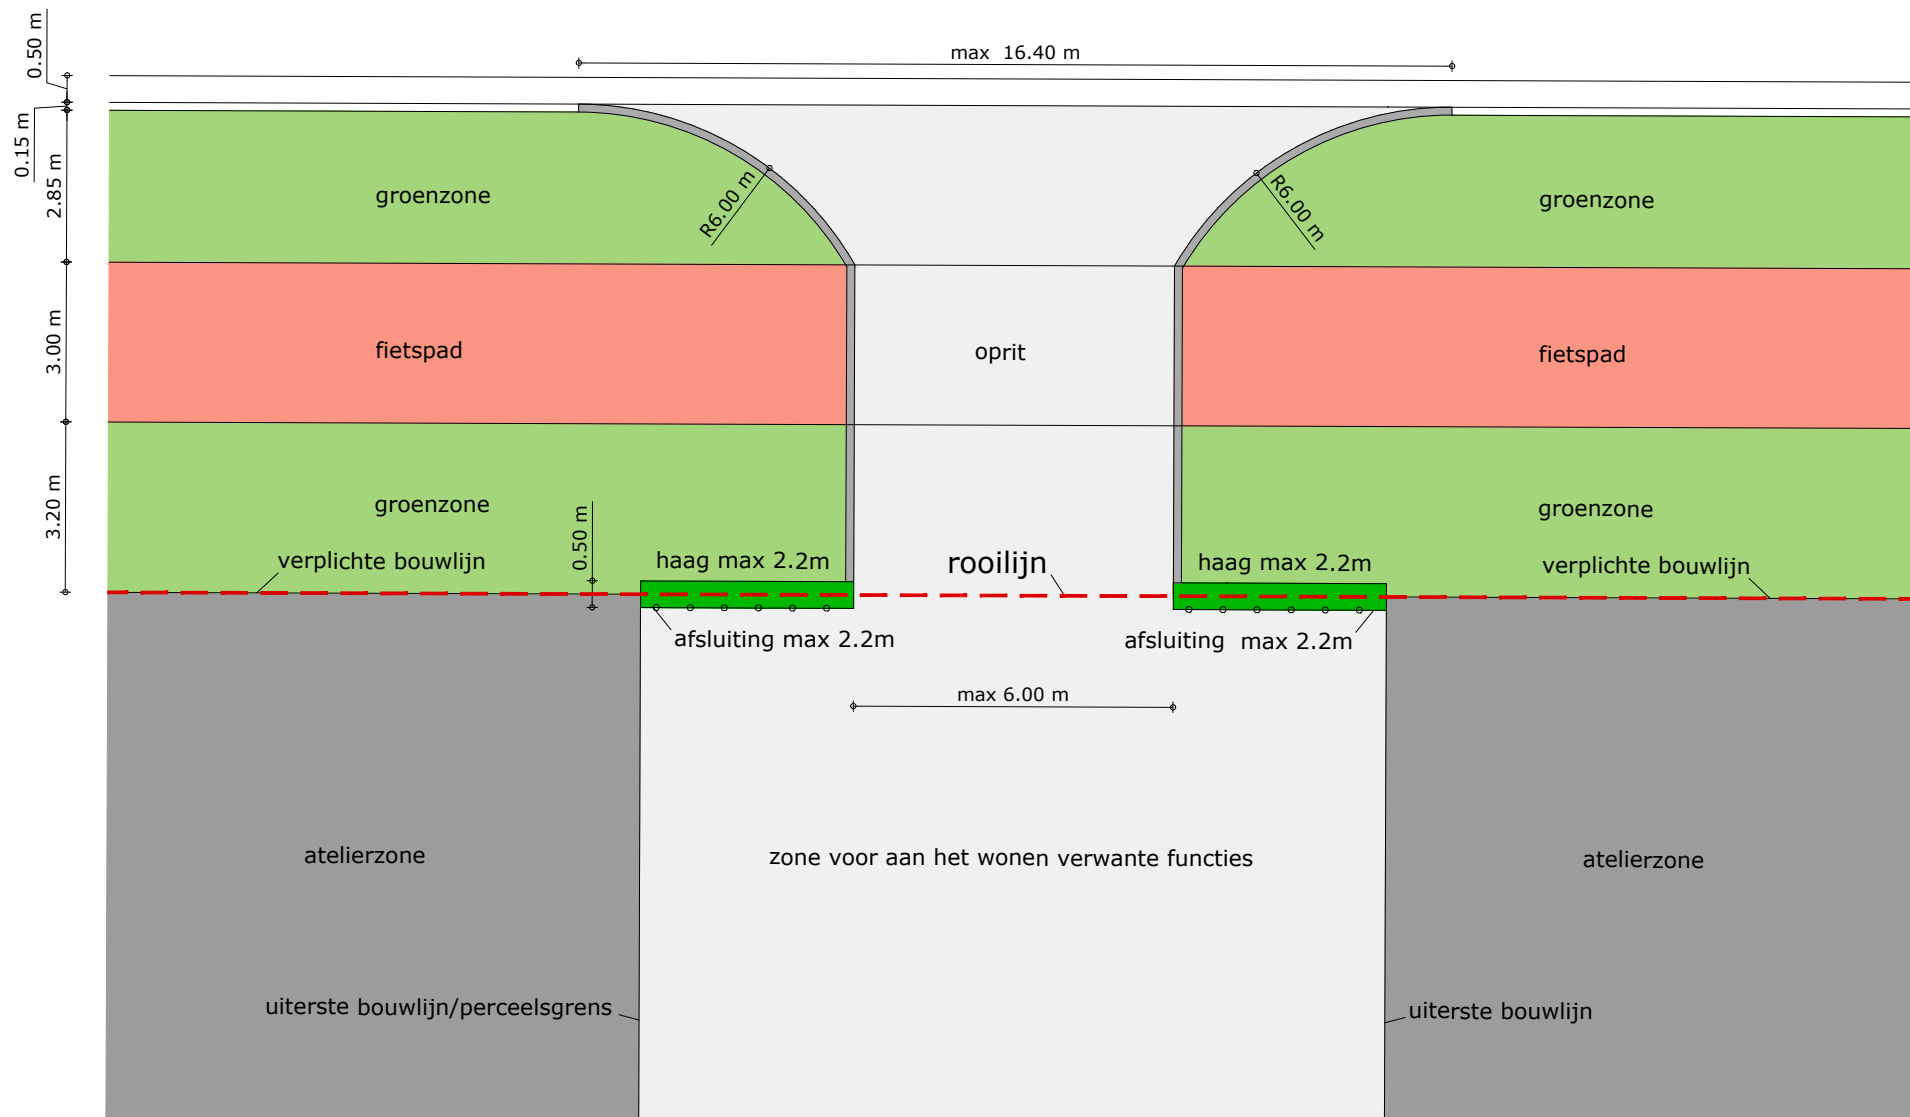 0.50 m
max  16.40 m
0.15 m
2.85 m
groenzone
R6.00 m
R6.00 m
groenzone
3.00 m
fietspad
oprit
fietspad
3.20 m
groenzone
0.50 m
groenzone
verplichte bouwlijn
haag max 2.2m
rooilijn
haag max 2.2m
verplichte bouwlijn
afsluiting max 2.2m
afsluiting  max 2.2m
max 6.00 m
atelierzone
zone voor aan het wonen verwante functies
atelierzone
uiterste bouwlijn/perceelsgrens
uiterste bouwlijn